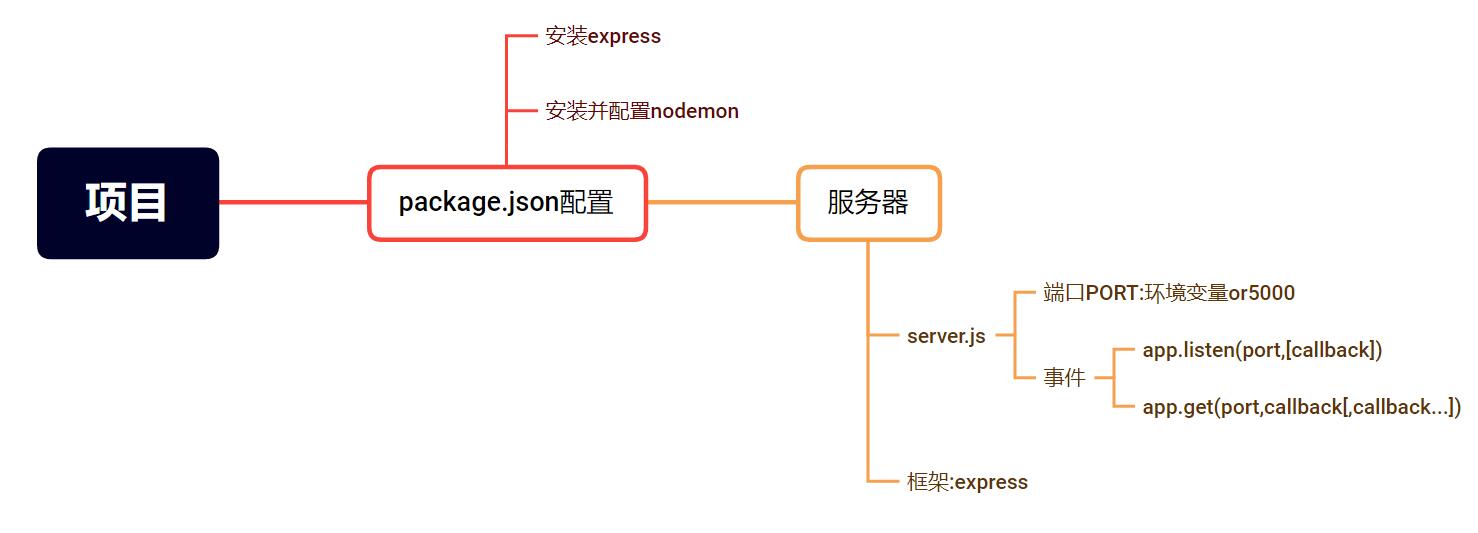 安装express
安装并配置nodemon
项目
package.json配置
服务器
端口PORT:环境变量or5000
server.js
app.listen(port,[callback])
事件
app.get(port,callback[,callback...])
框架:express